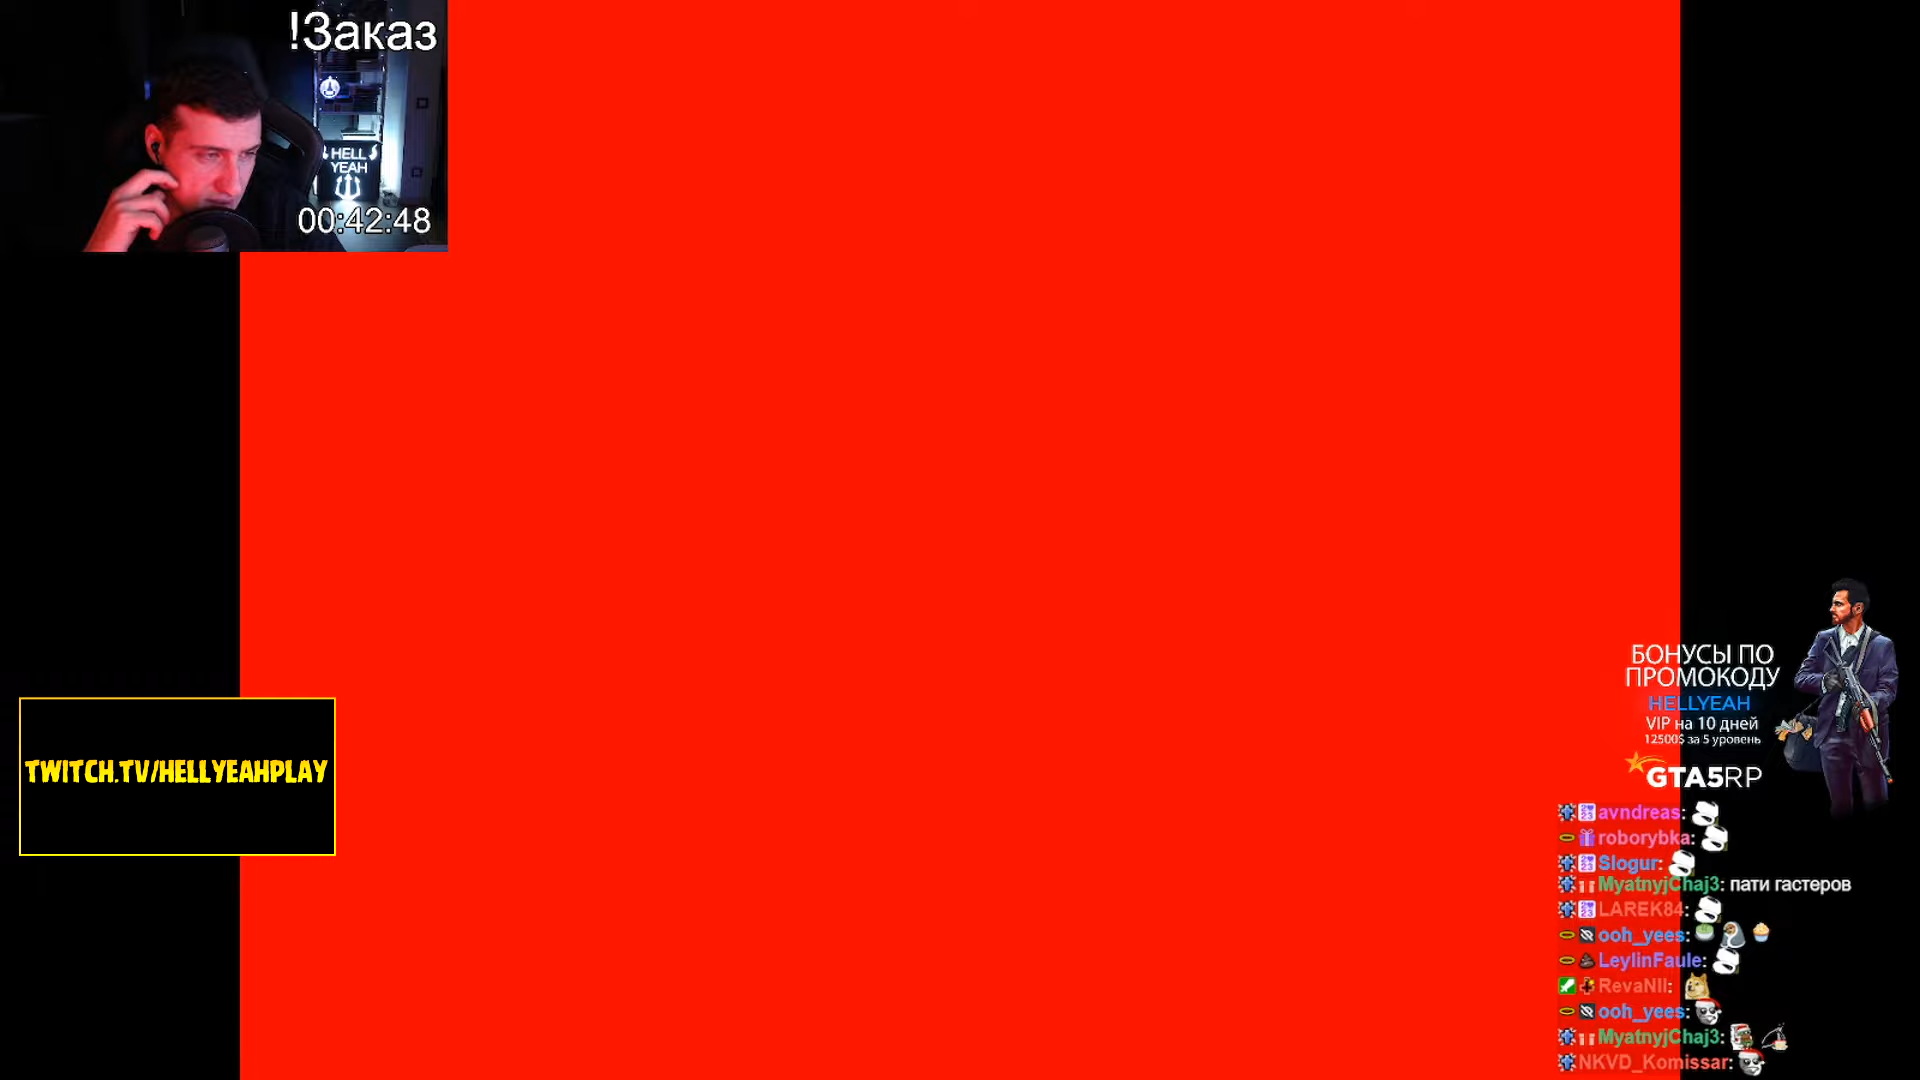 !Заказ
HELL
YEAH
00:42:48
TWITCH.TV/HELLYEAHPLAY
БОНУСЫ ПО
ПРОМОКОДУ
HELLYEAH
VIP на 10 дней
12500$ за 5 уровень
GTA5RP
avndreas:
roborybka:
Slogur:
MyatnyjChaj3: пати гастеров
LAREK84:
ooh_yees:
LeylinFaule:
RevaNII:
ooh_yees:
MyatnyjChaj3:
NKVD_Komissar: